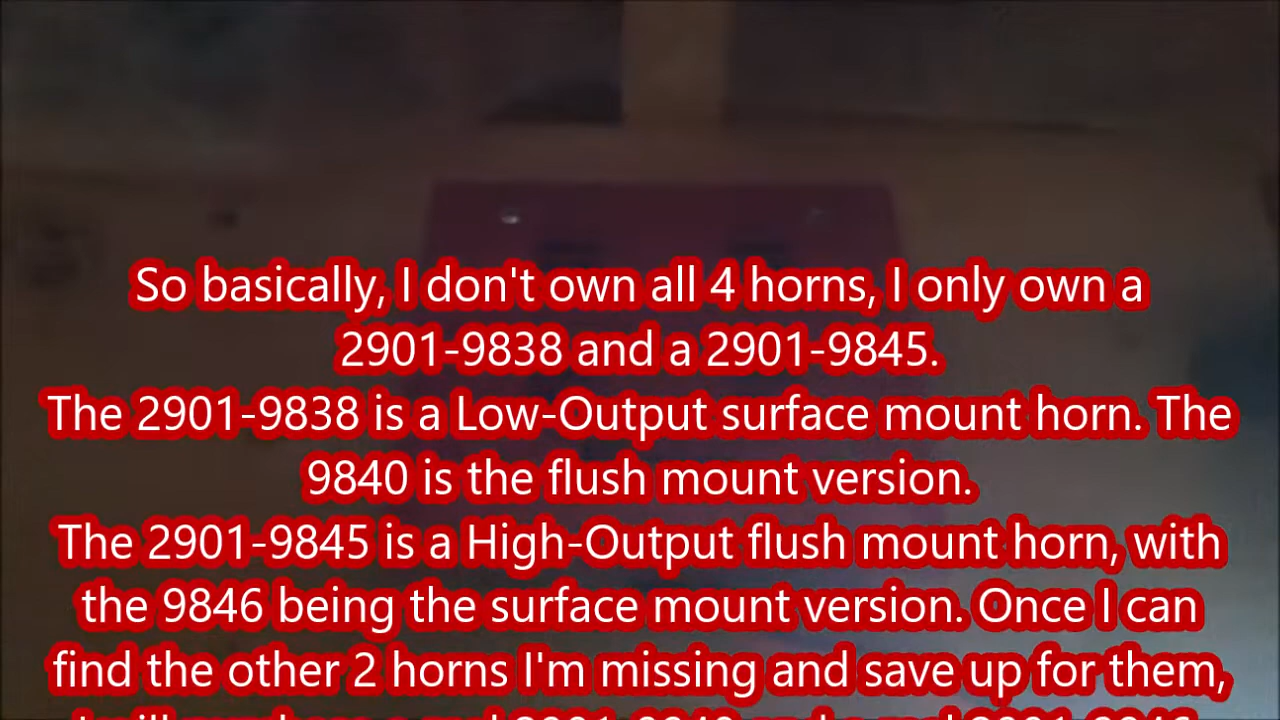 So basically, I don't own all 4 horns, I only own a
2901-9838 and a 2901-9845.
The 2901-9838 is a Low-Output surface mount horn. The
9840 is the flush mount version.
The 2901-9845 is a High-Output flush mount horn, with
the 9846 being the surface mount version. Once I can
find the other 2 horns I'm missing and save up for them,